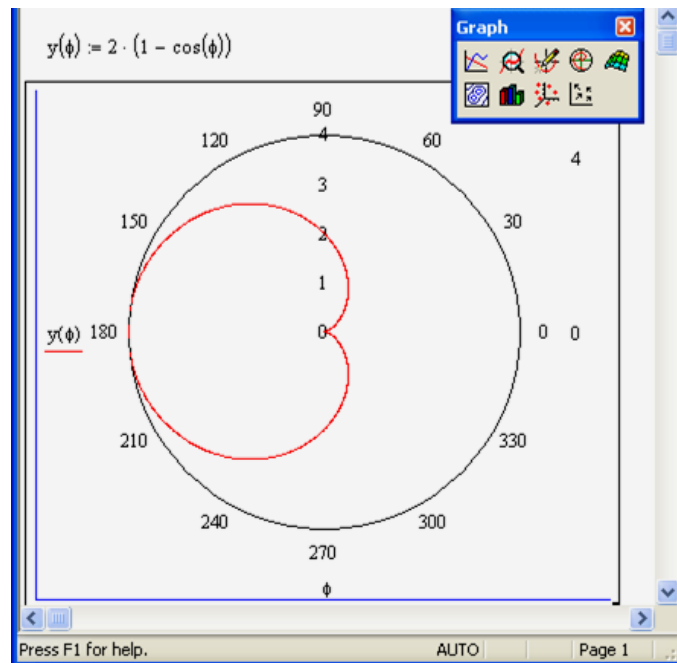 y(ϕ) := 2 · (1 − cos(ϕ))
Graph
90
120 4 60
4
3
150 30
2
1
y(ϕ) 180 0 0 0
210 330
240 300
270
ϕ
Press F1 for help. AUTO Page 1